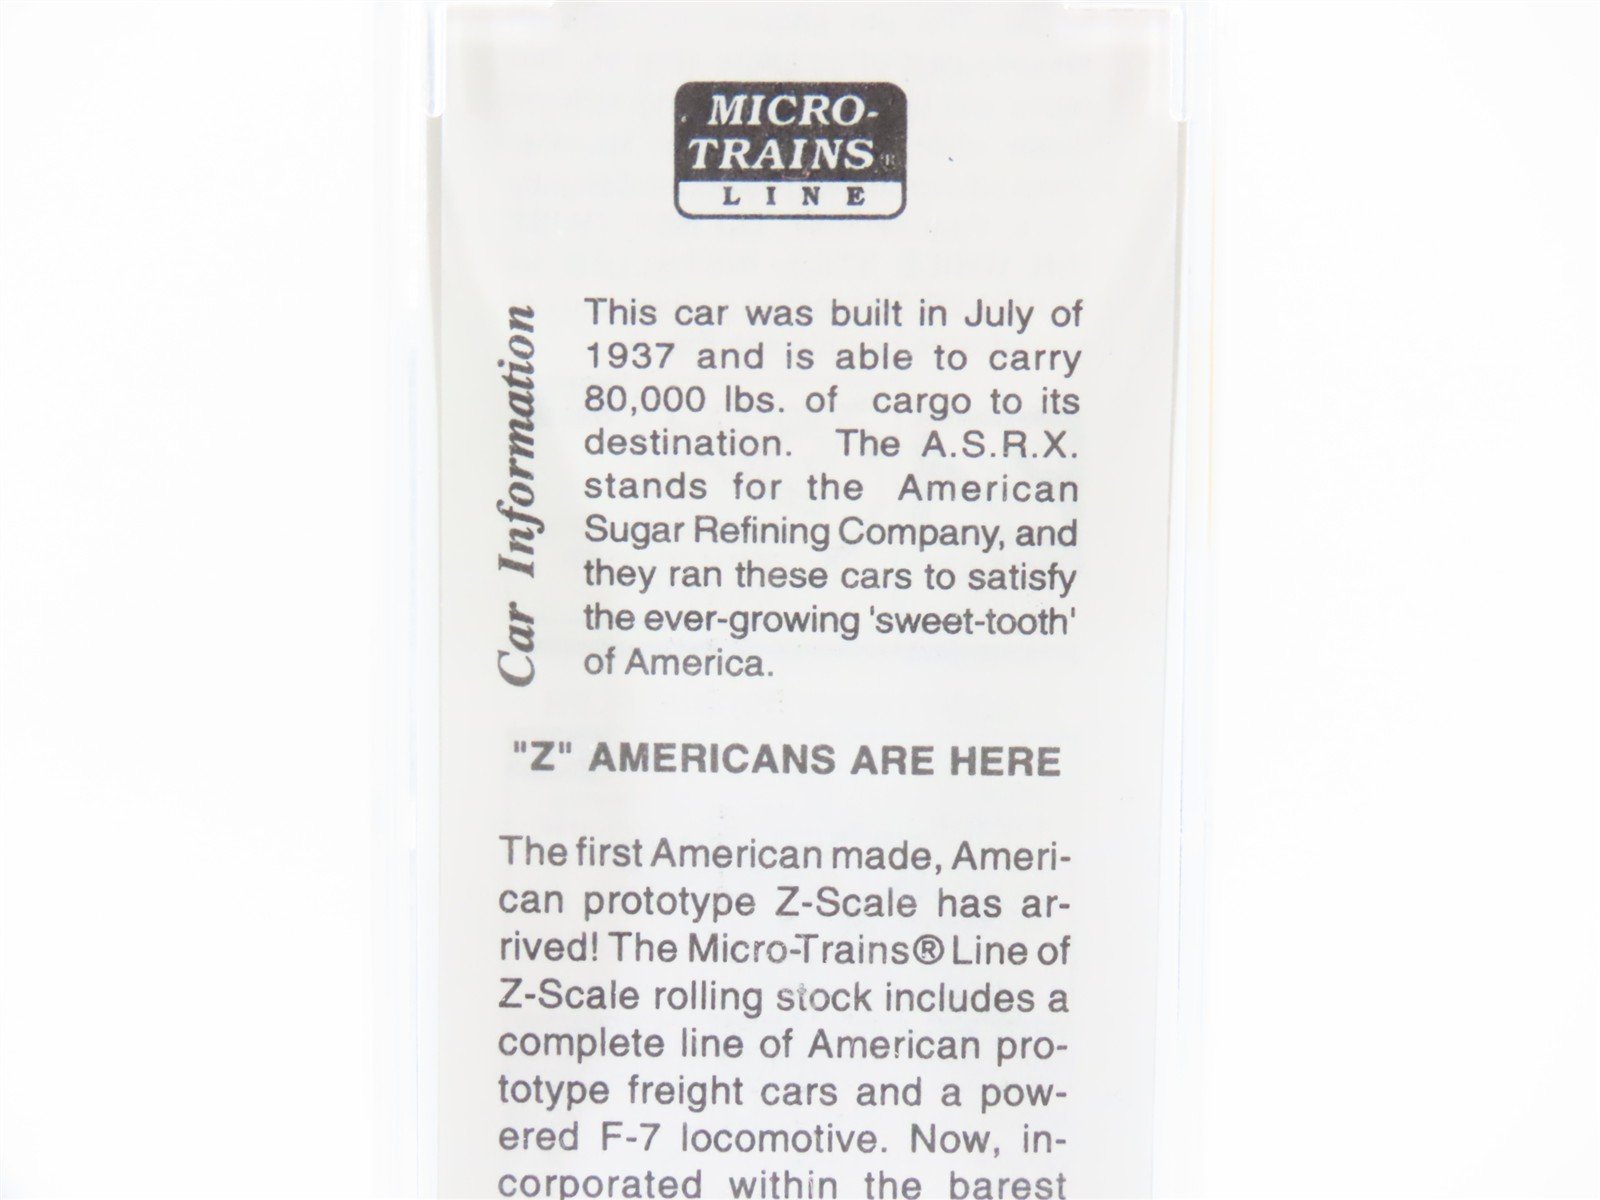 MICRO-
TRAINS®
LINE
Car Information
This car was built in July of
1937 and is able to carry
80,000 lbs. of cargo to its
destination. The A.S.R.X.
stands for the American
Sugar Refining Company, and
they ran these cars to satisfy
the ever-growing 'sweet-tooth'
of America.
"Z" AMERICANS ARE HERE
The first American made, Ameri-
can prototype Z-Scale has ar-
rived! The Micro-Trains® Line of
Z-Scale rolling stock includes a
complete line of American pro-
totype freight cars and a pow-
ered F-7 locomotive. Now, in-
corporated within the barest